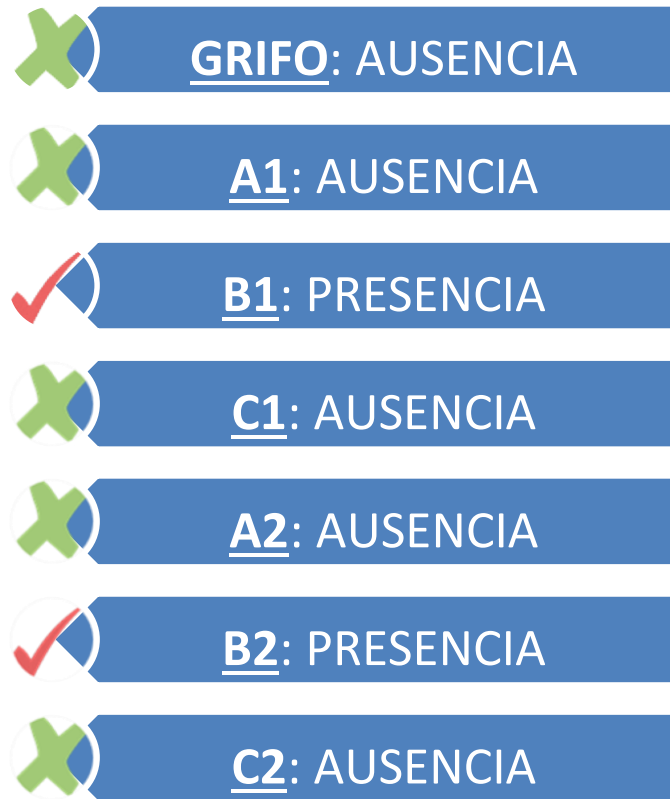 GRIFO: AUSENCIA
A1: AUSENCIA
B1: PRESENCIA
C1: AUSENCIA
A2: AUSENCIA
B2: PRESENCIA
C2: AUSENCIA